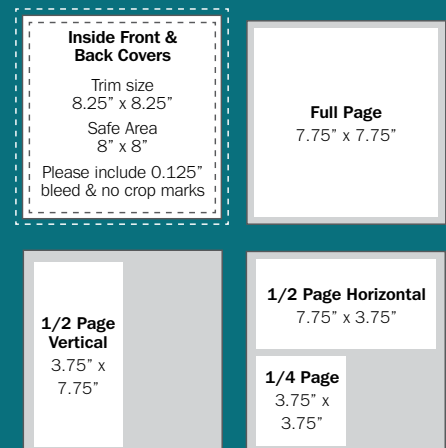 Inside Front &
Back Covers
Trim size
8.25” x 8.25”
Safe Area
8” x 8”
Please include 0.125”
bleed & no crop marks
Full Page
7.75” x 7.75”
1/2 Page
Vertical
3.75” x
7.75”
1/2 Page Horizontal
7.75” x 3.75”
1/4 Page
3.75” x
3.75”